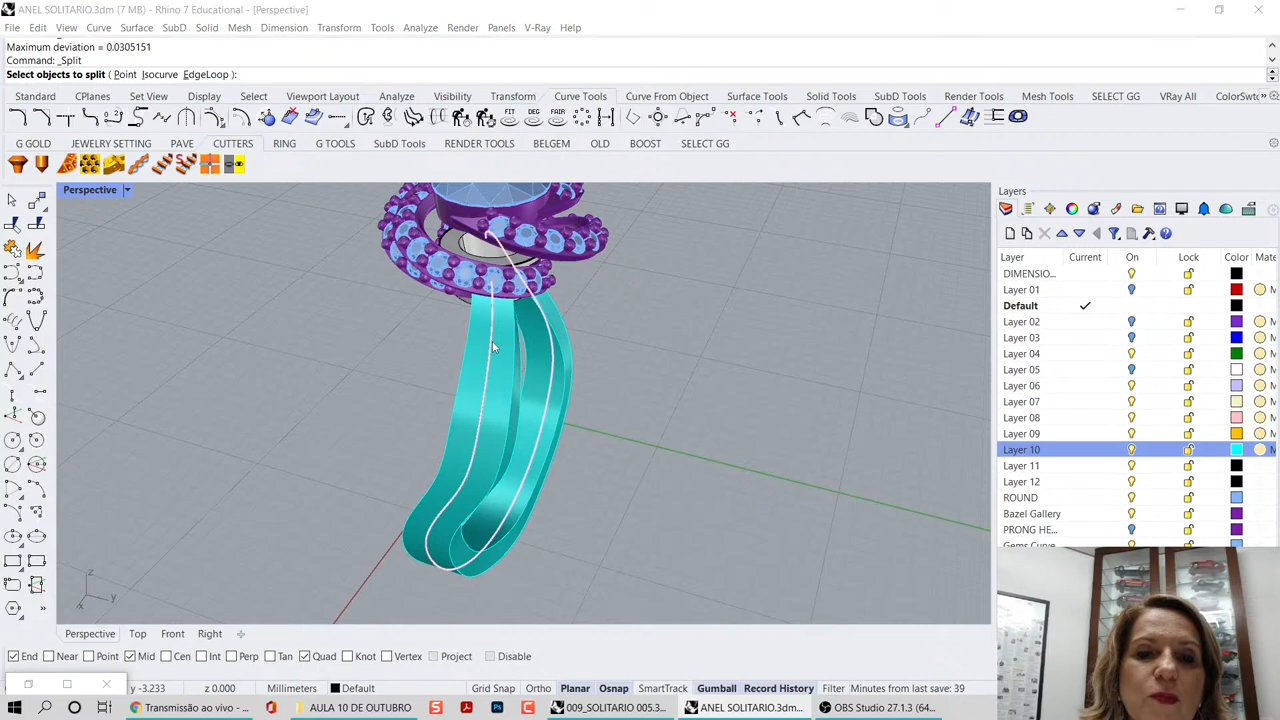 ANEL SOLITARIO.3dm (7 MB) - Rhino 7 Educational - [Perspective]
File Edit View Curve Surface SubD Solid Mesh Dimension Transform Tools Analyze Render Panels V-Ray Help
Maximum deviation = 0.0305151
Command: _Split
Select objects to split ( Point Isocurve EdgeLoop ):
Standard CPlanes Set View Display Select Viewport Layout Analyze Visibility Transform Curve Tools Curve From Object Surface Tools Solid Tools SubD Tools Render Tools Mesh Tools SELECT GG VRay All ColorSwtc
G GOLD JEWELRY SETTING PAVE CUTTERS RING G TOOLS SubD Tools RENDER TOOLS BELGEM OLD BOOST SELECT GG
Perspective
Layers
Layer Current On Lock Color Mate
DIMENSIO...
Layer 01
Default
Layer 02
Layer 03
Layer 04
Layer 05
Layer 06
Layer 07
Layer 08
Layer 09
Layer 10
Layer 11
Layer 12
ROUND
Bazel Gallery
PRONG HE...
Gems Curve
z
y
x
Perspective Top Front Right
End Near Point Mid Cen Int Perp Tan Quad Knot Vertex Project Disable
y -3.233 z 0.000 Millimeters Default Grid Snap Ortho Planar Osnap SmartTrack Gumball Record History Filter Minutes from last save: 39
Transmissão ao vivo - ... AULA 10 DE OUTUBRO 009_SOLITARIO 005.3... ANEL SOLITARIO.3dm... OBS Studio 27.1.3 (64...